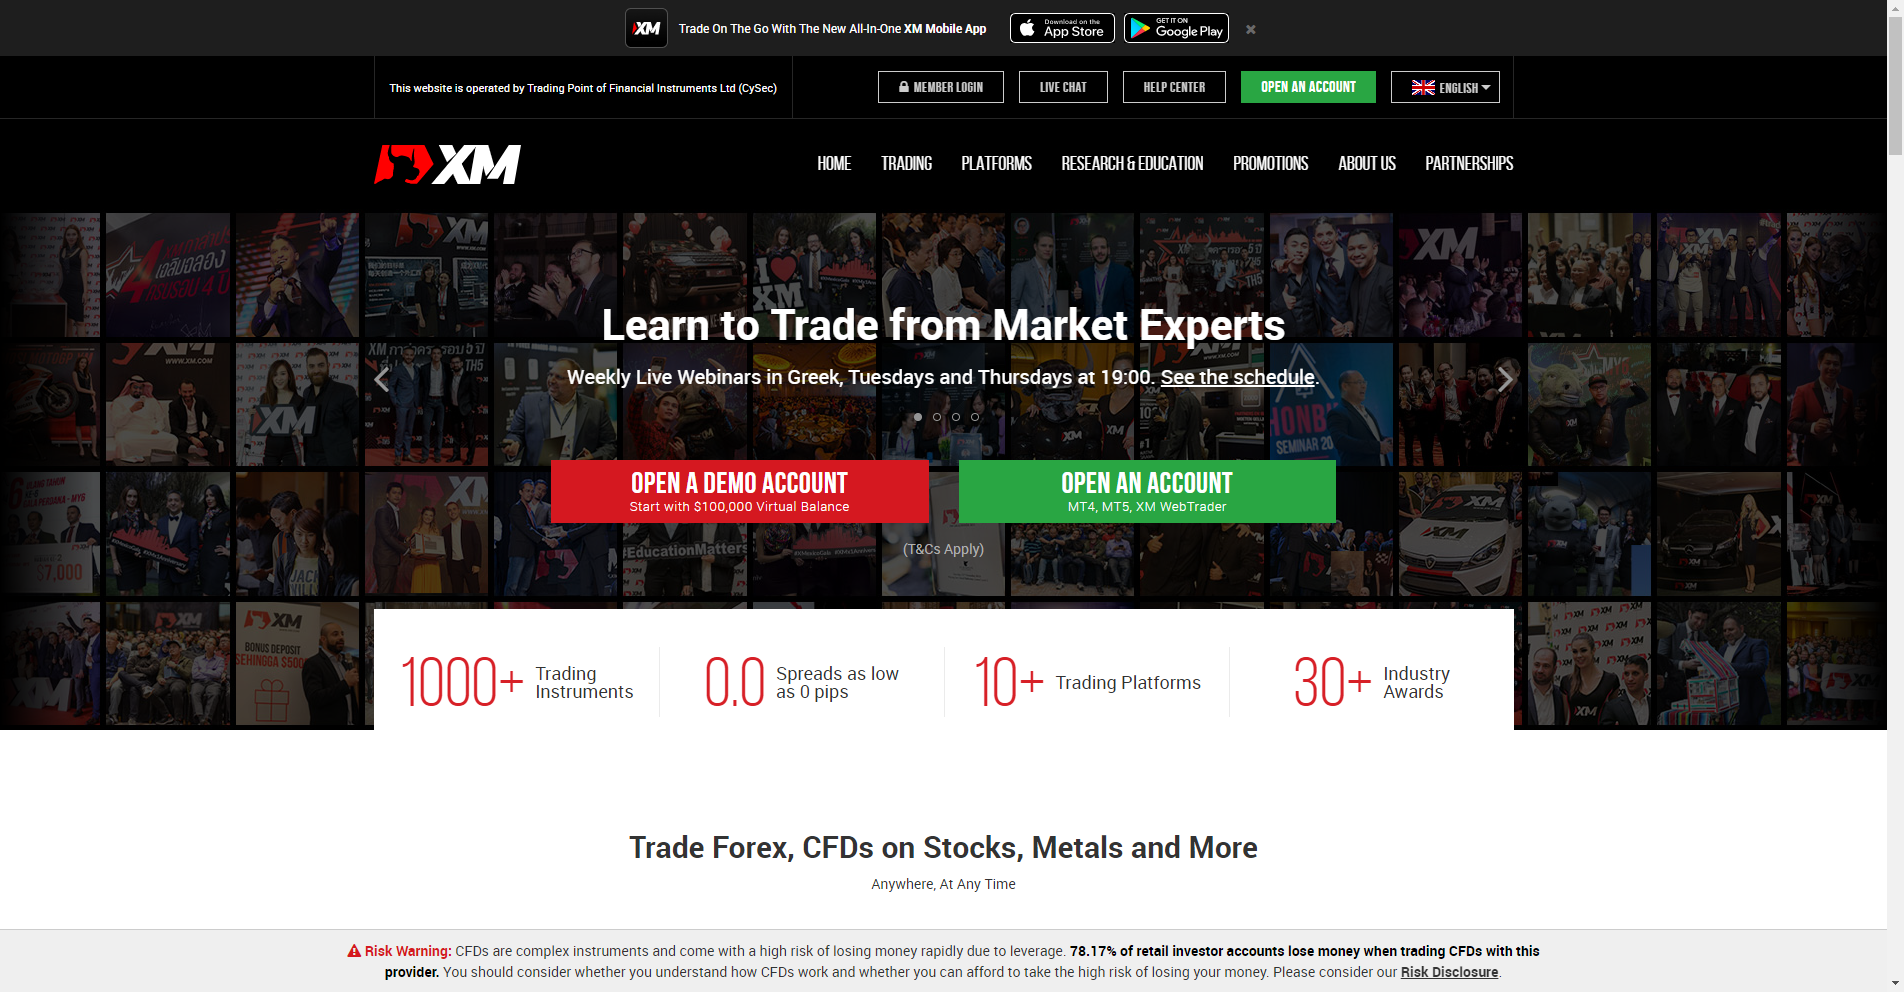 XM Trade On The Go With The New All-In-One XM Mobile App Download on the App Store GET IT ON Google Play
This website is operated by Trading Point of Financial Instruments Ltd (CySec)
MEMBER LOGIN LIVE CHAT HELP CENTER OPEN AN ACCOUNT ENGLISH
XM
HOME TRADING PLATFORMS RESEARCH & EDUCATION PROMOTIONS ABOUT US PARTNERSHIPS
Learn to Trade from Market Experts
Weekly Live Webinars in Greek, Tuesdays and Thursdays at 19:00. See the schedule.
OPEN A DEMO ACCOUNT
Start with $100,000 Virtual Balance
OPEN AN ACCOUNT
MT4, MT5, XM WebTrader
(T&Cs Apply)
#EducationMatters
$7,000
SEMINAR 20
BONUS DEPOSIT
SEHINGGA $500
1000+ Trading
Instruments
0.0 Spreads as low
as 0 pips
10+ Trading Platforms
30+ Industry
Awards
Trade Forex, CFDs on Stocks, Metals and More
Anywhere, At Any Time
Risk Warning: CFDs are complex instruments and come with a high risk of losing money rapidly due to leverage. 78.17% of retail investor accounts lose money when trading CFDs with this
provider. You should consider whether you understand how CFDs work and whether you can afford to take the high risk of losing your money. Please consider our Risk Disclosure.